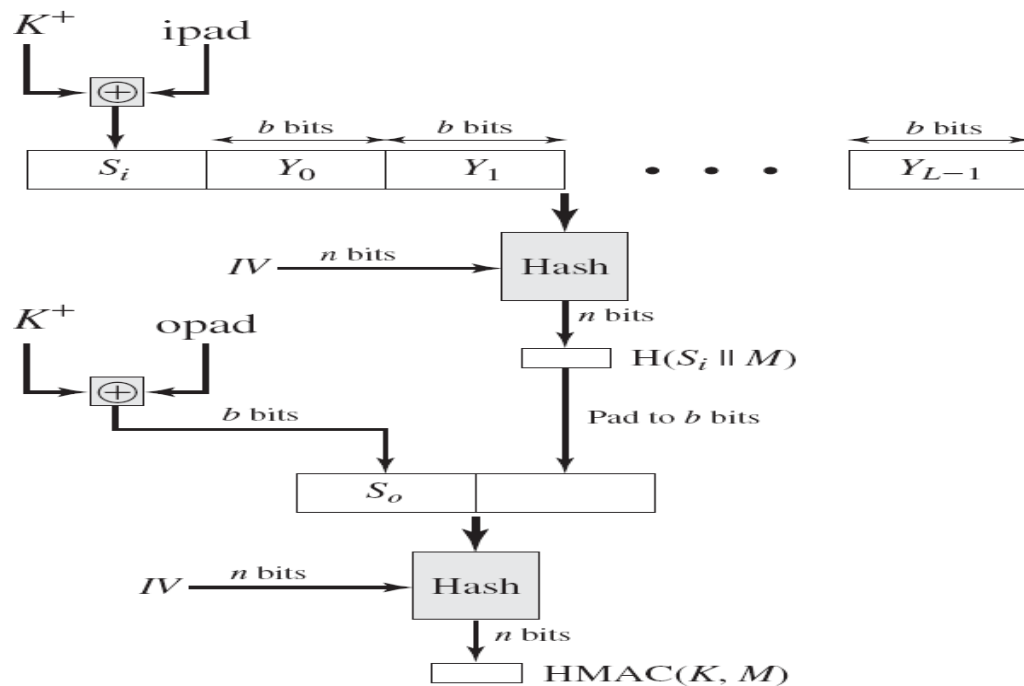 K⁺ ipad
⊕
b bits b bits b bits
Sᵢ Y₀ Y₁ • • • Y_{L−1}
IV n bits Hash
n bits
H(Sᵢ || M)
K⁺ opad
⊕
b bits Pad to b bits
Sₒ
IV n bits Hash
n bits
HMAC(K, M)